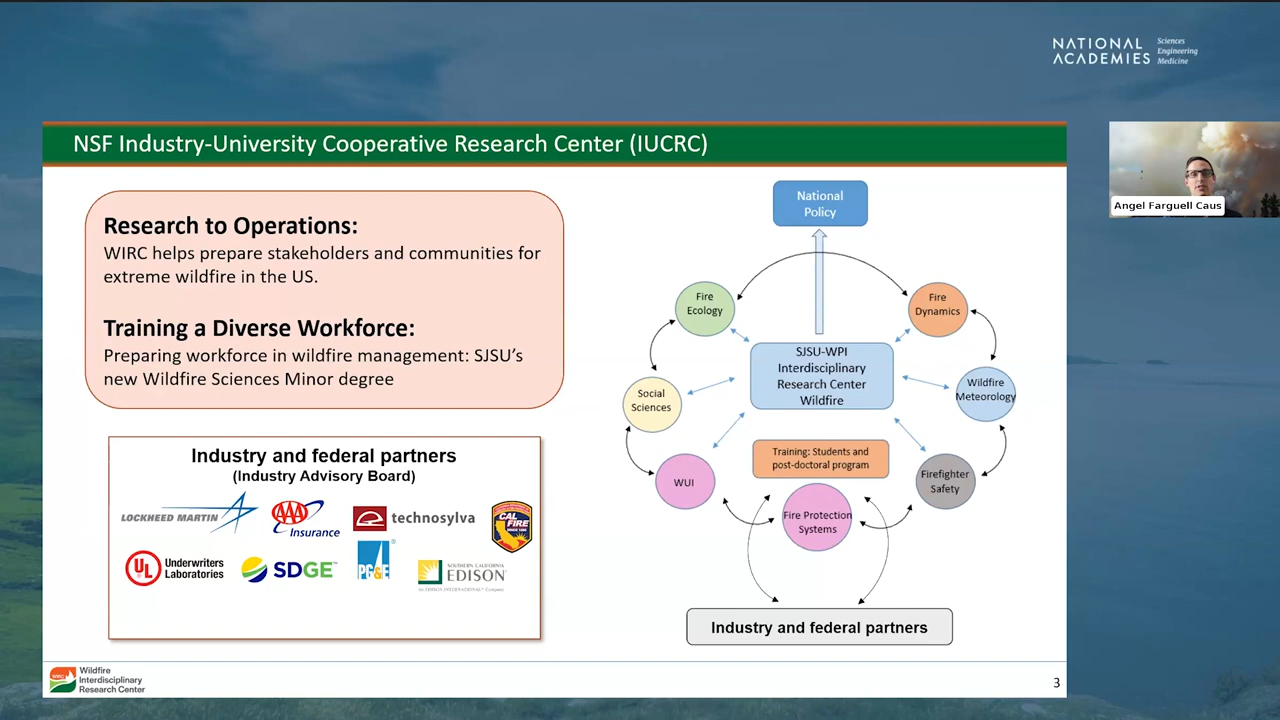 NATIONAL
ACADEMIES
Sciences
Engineering
Medicine
NSF Industry-University Cooperative Research Center (IUCRC)
Angel Farguell Caus
Research to Operations:
WIRC helps prepare stakeholders and communities for
extreme wildfire in the US.
Training a Diverse Workforce:
Preparing workforce in wildfire management: SJSU's
new Wildfire Sciences Minor degree
Industry and federal partners
(Industry Advisory Board)
LOCKHEED MARTIN
AAA
Insurance
technosylva
CAL
FIRE
UL
Underwriters
Laboratories
SDGE
PG&E
SOUTHERN CALIFORNIA
EDISON
An EDISON INTERNATIONAL Company
National
Policy
Fire
Ecology
Fire
Dynamics
SJSU-WPI
Interdisciplinary
Research Center
Wildfire
Social
Sciences
Wildfire
Meteorology
WUI
Training: Students and
post-doctoral program
Firefighter
Safety
Fire Protection
Systems
Industry and federal partners
WIRC
Wildfire
Interdisciplinary
Research Center
3